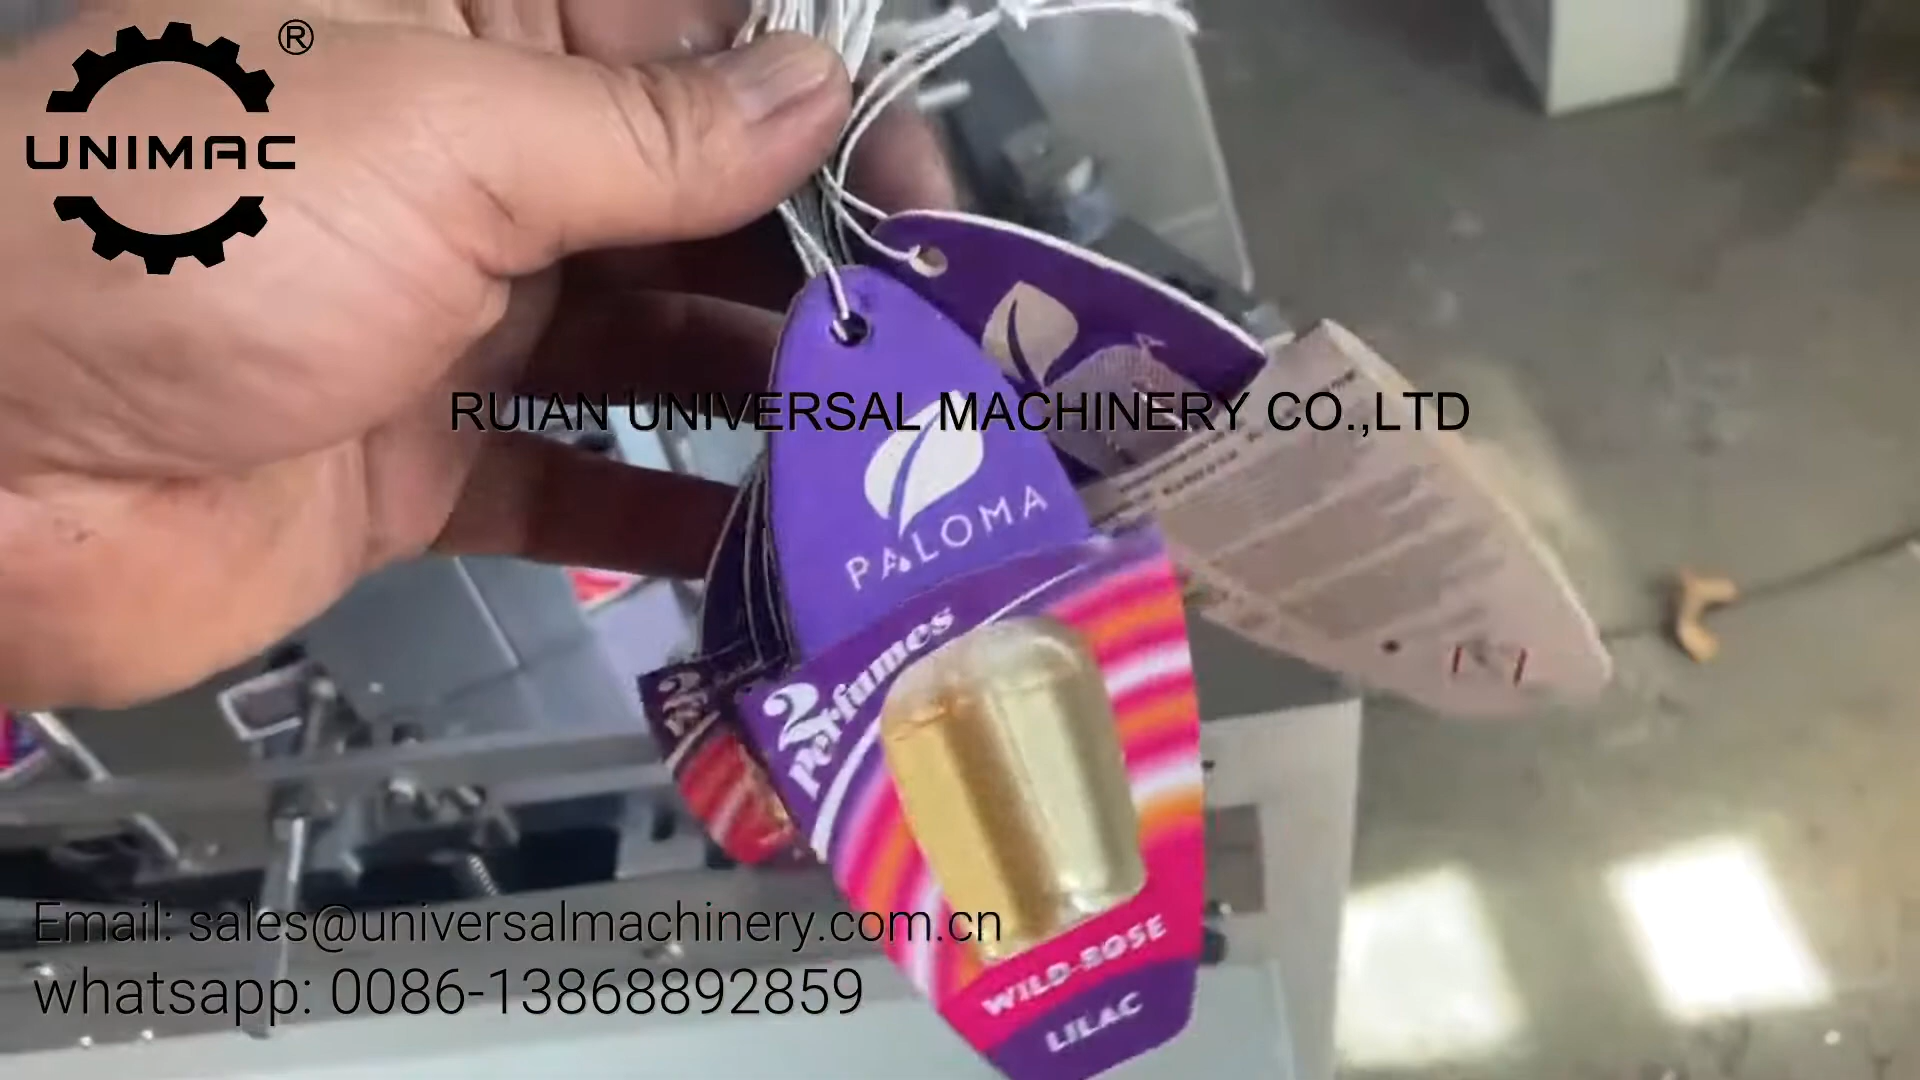 ®
UNIMAC
RUIAN UNIVERSAL MACHINERY CO.,LTD
PALOMA
2
Perfumes
2
WILD-ROSE
LILAC
Email: sales@universalmachinery.com.cn
whatsapp: 0086-13868892859